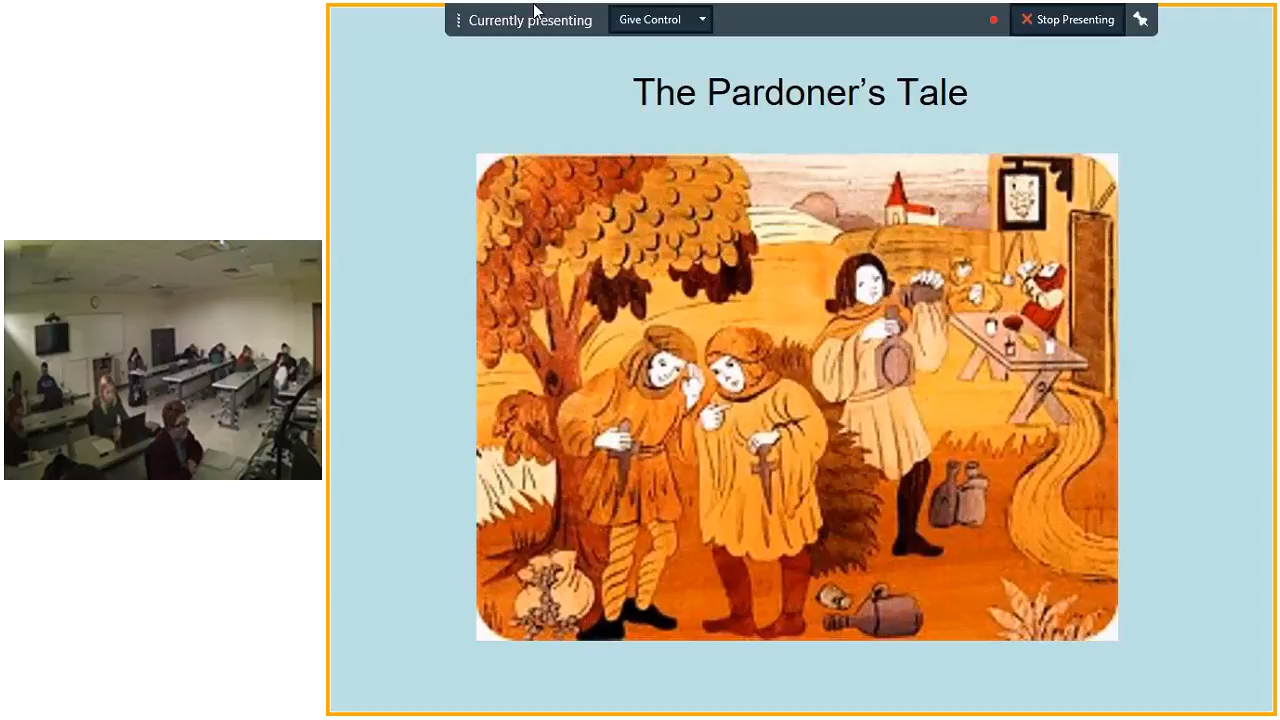 Currently presenting
Give Control
Stop Presenting
The Pardoner's Tale